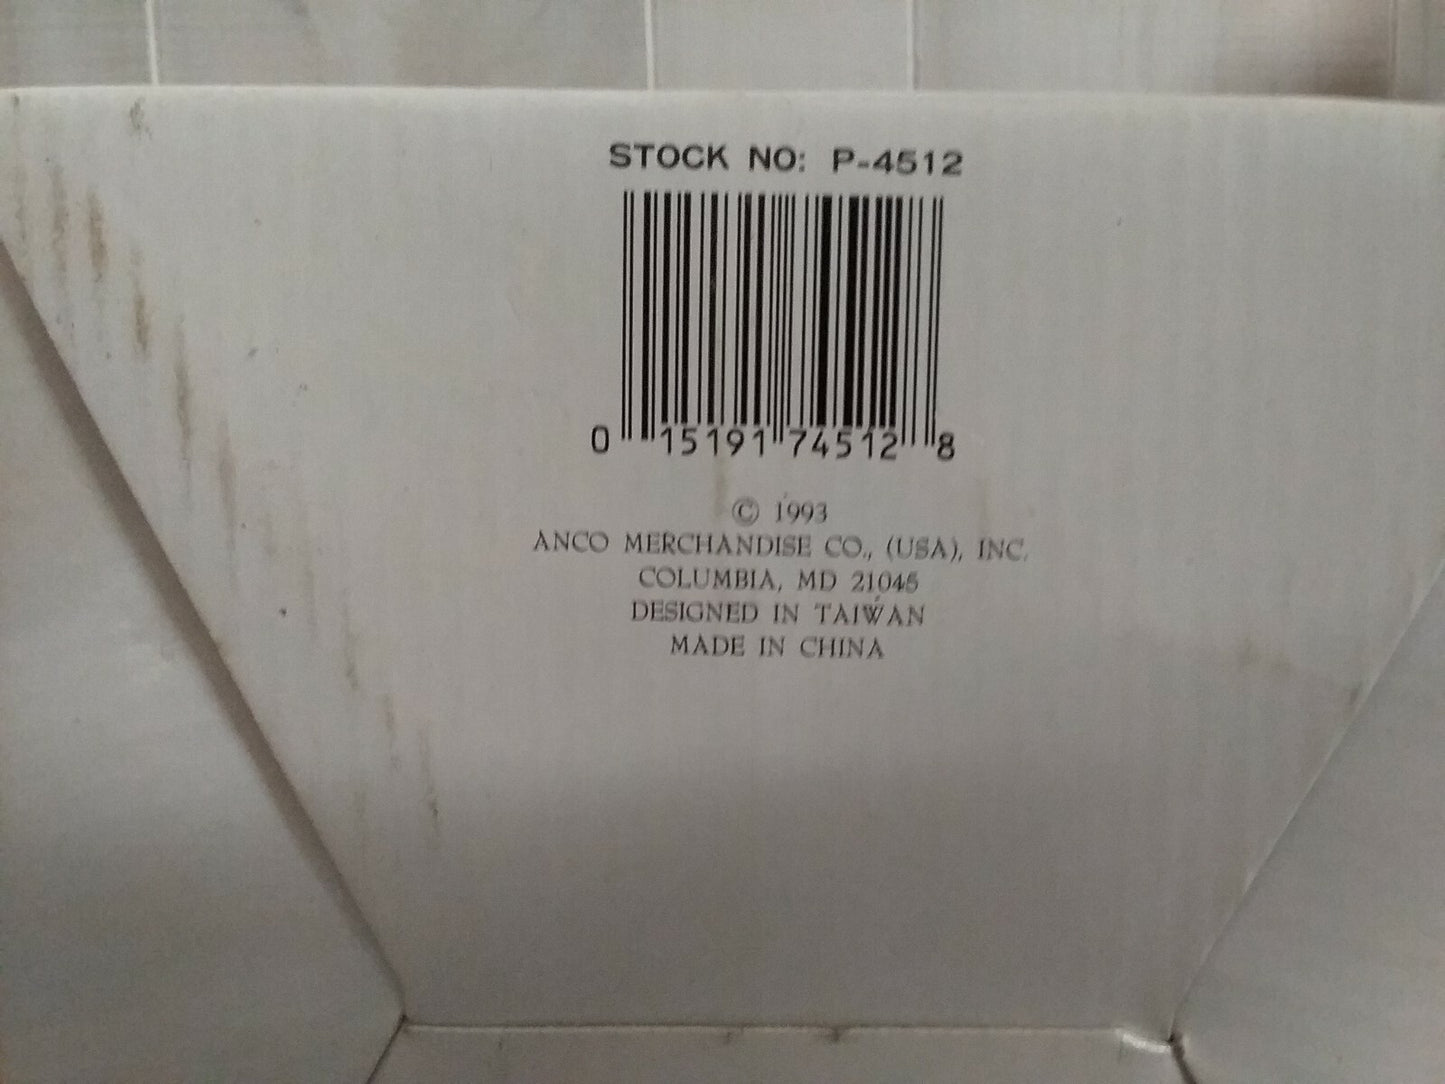 STOCK NO: P-4512
0 15191 74512 8
© 1993
ANCO MERCHANDISE CO., (USA), INC.
COLUMBIA, MD 21045
DESIGNED IN TAIWAN
MADE IN CHINA